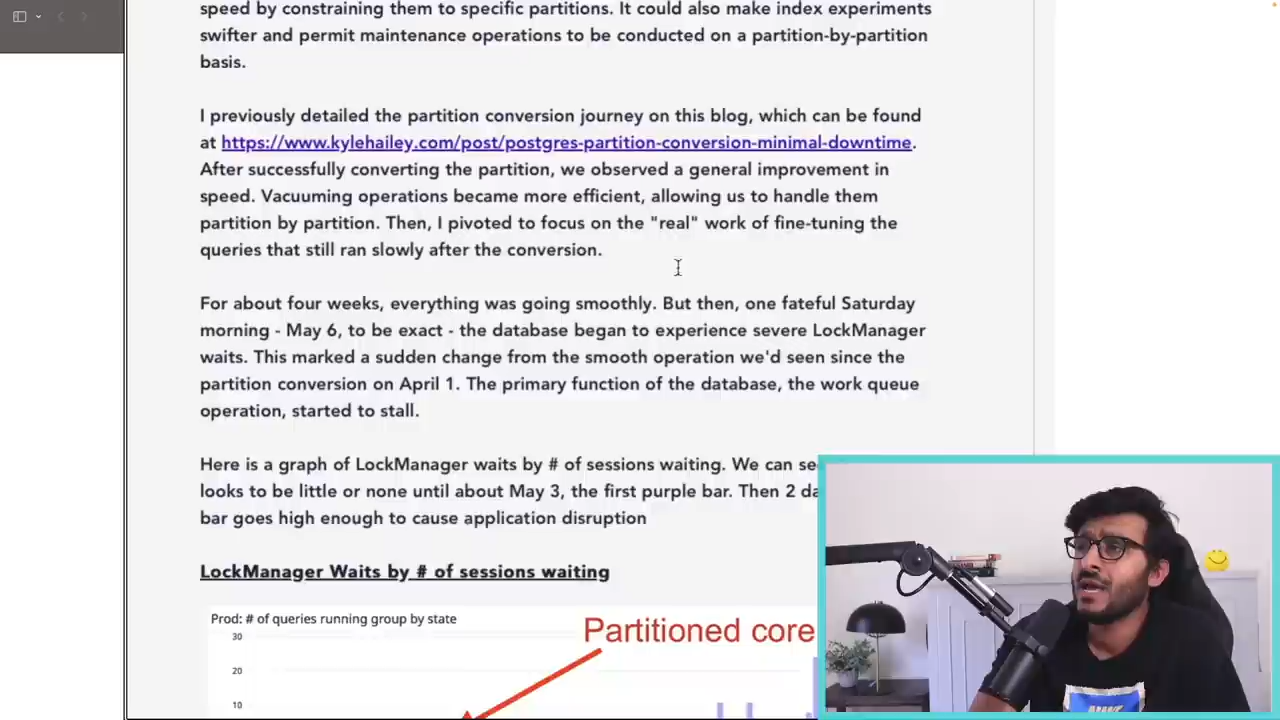 speed by constraining them to specific partitions. It could also make index experiments
swifter and permit maintenance operations to be conducted on a partition-by-partition
basis.
I previously detailed the partition conversion journey on this blog, which can be found
at https://www.kylehailey.com/post/postgres-partition-conversion-minimal-downtime.
After successfully converting the partition, we observed a general improvement in
speed. Vacuuming operations became more efficient, allowing us to handle them
partition by partition. Then, I pivoted to focus on the "real" work of fine-tuning the
queries that still ran slowly after the conversion.
For about four weeks, everything was going smoothly. But then, one fateful Saturday
morning - May 6, to be exact - the database began to experience severe LockManager
waits. This marked a sudden change from the smooth operation we'd seen since the
partition conversion on April 1. The primary function of the database, the work queue
operation, started to stall.
Here is a graph of LockManager waits by # of sessions waiting. We can
looks to be little or none until about May 3, the first purple bar. Then 2
bar goes high enough to cause application disruption
LockManager Waits by # of sessions waiting
Prod: # of queries running group by state
30
Partitioned core
20
10